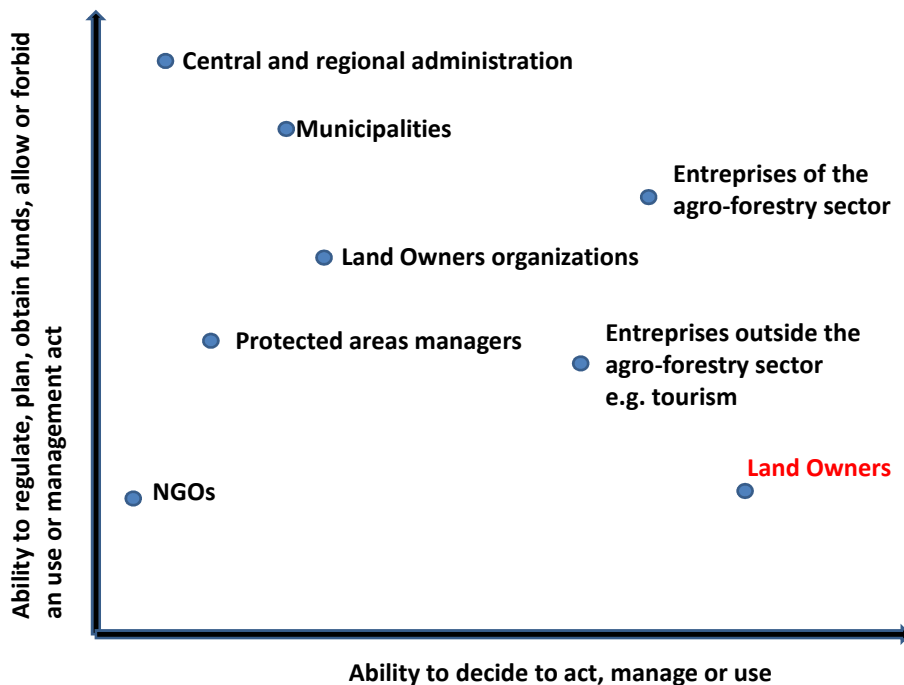 Ability to regulate, plan, obtain funds, allow or forbid
an use or management act
Central and regional administration
Municipalities
Entreprises of the
agro-forestry sector
Land Owners organizations
Protected areas managers
Entreprises outside the
agro-forestry sector
e.g. tourism
Land Owners
NGOs
Ability to decide to act, manage or use